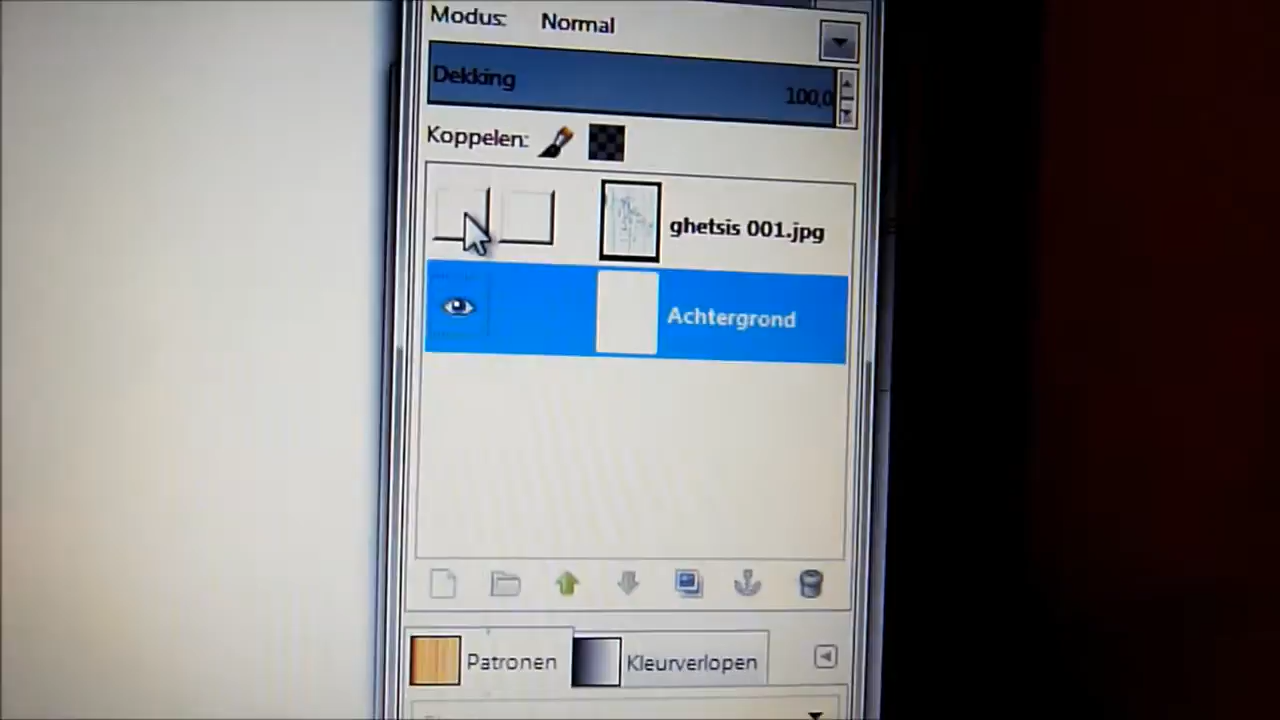 Modus: Normal
Dekking 100,0
Koppelen:
ghetsis 001.jpg
Achtergrond
Patronen Kleurverlopen